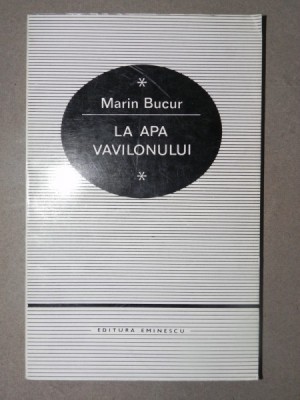 *
Marin Bucur
LA APA
VAVILONULUI
*
EDITURA EMINESCU